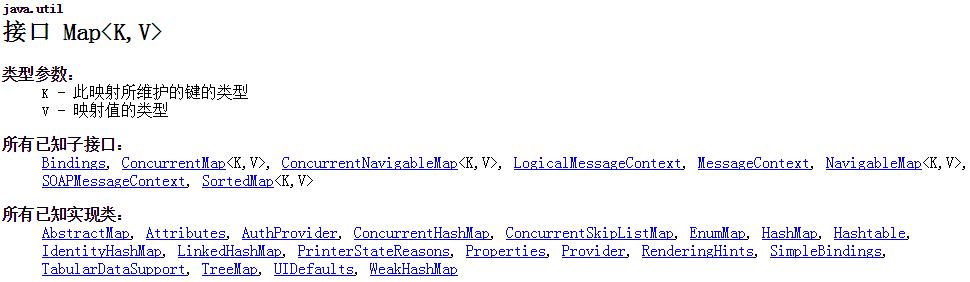 java.util
接口 Map<K,V>
类型参数：
K - 此映射所维护的键的类型
V - 映射值的类型
所有已知子接口：
Bindings, ConcurrentMap<K,V>, ConcurrentNavigableMap<K,V>, LogicalMessageContext, MessageContext, NavigableMap<K,V>,
SOAPMessageContext, SortedMap<K,V>
所有已知实现类：
AbstractMap, Attributes, AuthProvider, ConcurrentHashMap, ConcurrentSkipListMap, EnumMap, HashMap, Hashtable,
IdentityHashMap, LinkedHashMap, PrinterStateReasons, Properties, Provider, RenderingHints, SimpleBindings,
TabularDataSupport, TreeMap, UIDefaults, WeakHashMap